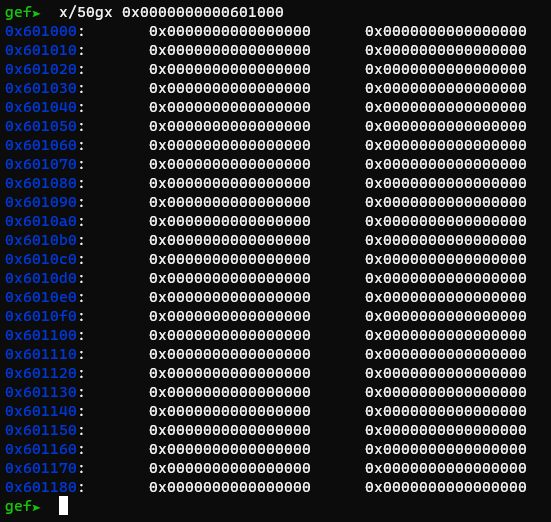 gef➤  x/50gx 0x0000000000601000
0x601000:       0x0000000000000000      0x0000000000000000
0x601010:       0x0000000000000000      0x0000000000000000
0x601020:       0x0000000000000000      0x0000000000000000
0x601030:       0x0000000000000000      0x0000000000000000
0x601040:       0x0000000000000000      0x0000000000000000
0x601050:       0x0000000000000000      0x0000000000000000
0x601060:       0x0000000000000000      0x0000000000000000
0x601070:       0x0000000000000000      0x0000000000000000
0x601080:       0x0000000000000000      0x0000000000000000
0x601090:       0x0000000000000000      0x0000000000000000
0x6010a0:       0x0000000000000000      0x0000000000000000
0x6010b0:       0x0000000000000000      0x0000000000000000
0x6010c0:       0x0000000000000000      0x0000000000000000
0x6010d0:       0x0000000000000000      0x0000000000000000
0x6010e0:       0x0000000000000000      0x0000000000000000
0x6010f0:       0x0000000000000000      0x0000000000000000
0x601100:       0x0000000000000000      0x0000000000000000
0x601110:       0x0000000000000000      0x0000000000000000
0x601120:       0x0000000000000000      0x0000000000000000
0x601130:       0x0000000000000000      0x0000000000000000
0x601140:       0x0000000000000000      0x0000000000000000
0x601150:       0x0000000000000000      0x0000000000000000
0x601160:       0x0000000000000000      0x0000000000000000
0x601170:       0x0000000000000000      0x0000000000000000
0x601180:       0x0000000000000000      0x0000000000000000
gef➤